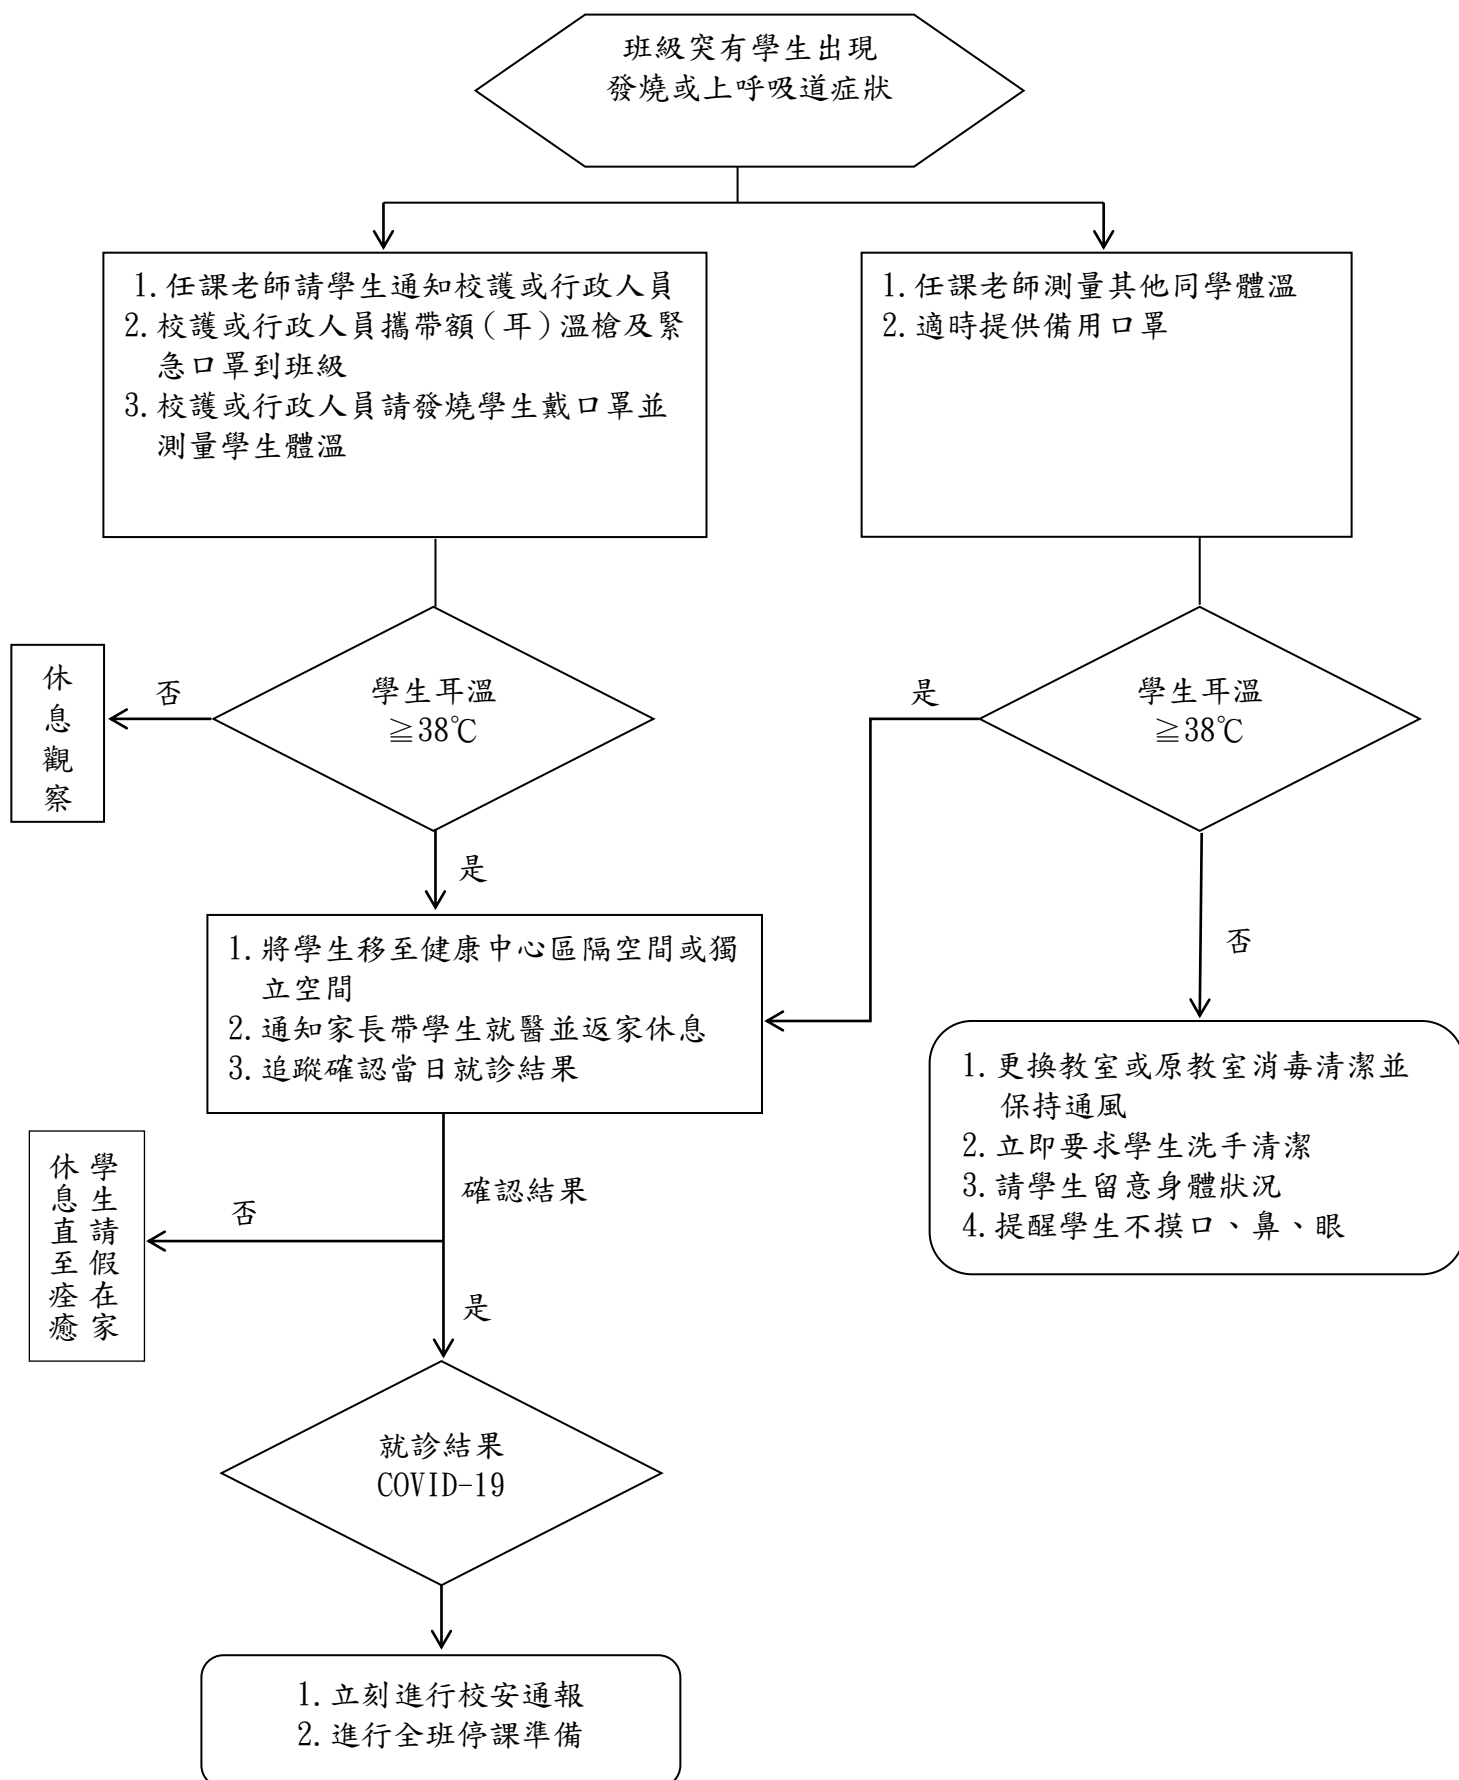 班級突有學生出現
發燒或上呼吸道症狀
1.任課老師請學生通知校護或行政人員
2.校護或行政人員攜帶額(耳)溫槍及緊
急口罩到班級
3.校護或行政人員請發燒學生戴口罩並
測量學生體溫
1.任課老師測量其他同學體溫
2.適時提供備用口罩
休息觀察
否
學生耳溫
≧38℃
是
學生耳溫
≧38℃
是
否
1.將學生移至健康中心區隔空間或獨
立空間
2.通知家長帶學生就醫並返家休息
3.追蹤確認當日就診結果
1.更換教室或原教室消毒清潔並
保持通風
2.立即要求學生洗手清潔
3.請學生留意身體狀況
4.提醒學生不摸口、鼻、眼
學生請假在家
休息直至痊癒
否
確認結果
是
就診結果
COVID-19
1.立刻進行校安通報
2.進行全班停課準備